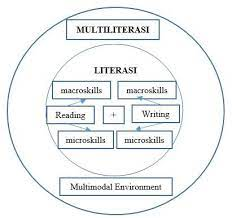 MULTILITERASI
LITERASI
macroskills macroskills
Reading + Writing
microskills microskills
Multimodal Environment